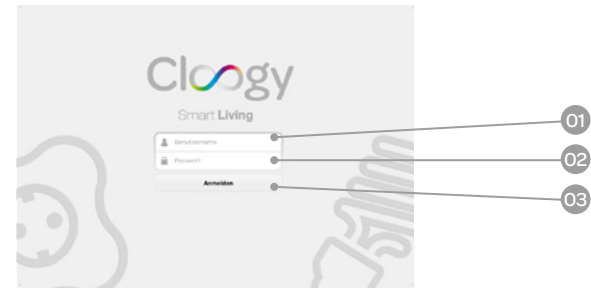 Cloogy
Smart Living
Benutzername
01
Passwort
02
Anmelden
03